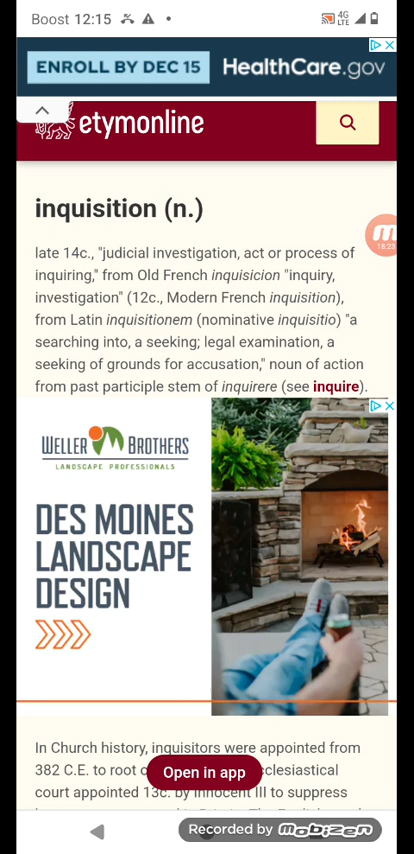 Boost 12:15
4G
LTE
ENROLL BY DEC 15 HealthCare.gov
etymonline
inquisition (n.)
18:23
late 14c., "judicial investigation, act or process of
inquiring," from Old French inquisicion "inquiry,
investigation" (12c., Modern French inquisition),
from Latin inquisitionem (nominative inquisitio) "a
searching into, a seeking; legal examination, a
seeking of grounds for accusation," noun of action
from past participle stem of inquirere (see inquire).
WELLER BROTHERS
LANDSCAPE PROFESSIONALS
DES MOINES
LANDSCAPE
DESIGN
In Church history, inquisitors were appointed from
382 C.E. to root
Open in app
court appointed 13c. by Innocent III to suppress
Recorded by mobizen